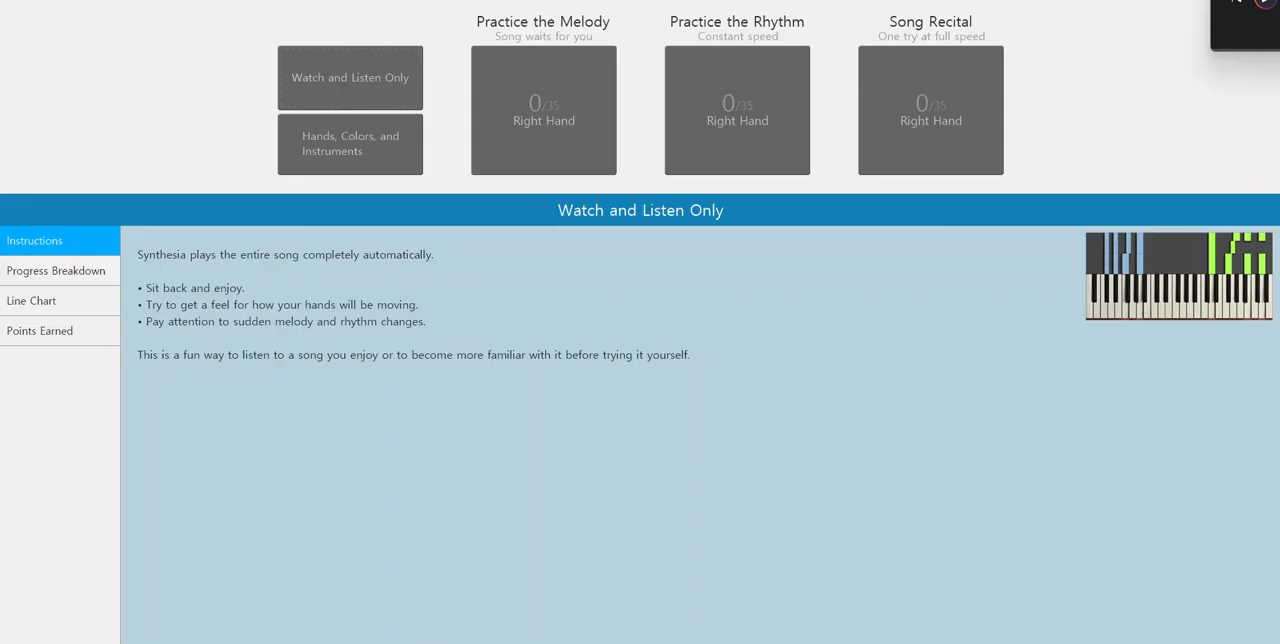 Practice the Melody
Song waits for you
Practice the Rhythm
Constant speed
Song Recital
One try at full speed
Watch and Listen Only
Hands, Colors, and
Instruments
0/35
Right Hand
0/35
Right Hand
0/35
Right Hand
Watch and Listen Only
Instructions
Progress Breakdown
Line Chart
Points Earned
Synthesia plays the entire song completely automatically.
• Sit back and enjoy.
• Try to get a feel for how your hands will be moving.
• Pay attention to sudden melody and rhythm changes.
This is a fun way to listen to a song you enjoy or to become more familiar with it before trying it yourself.